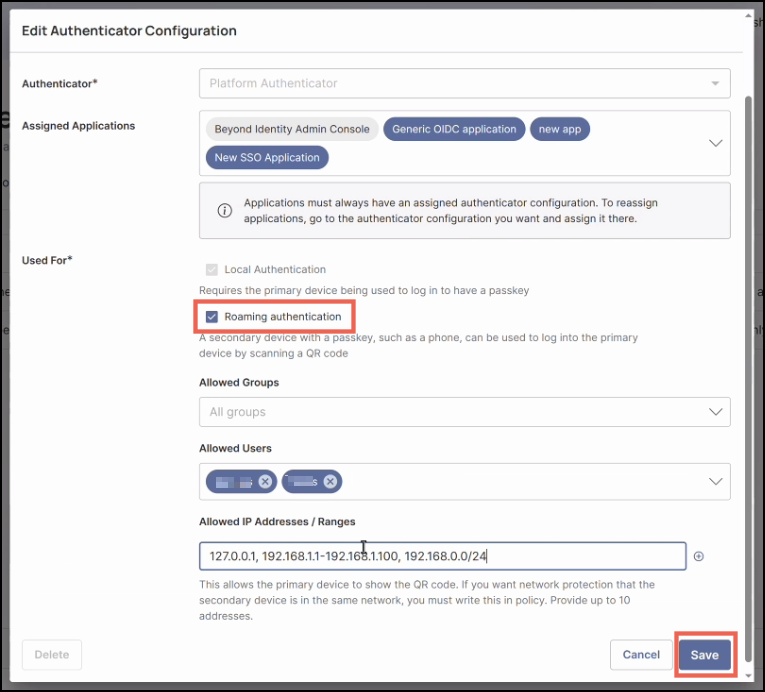 Edit Authenticator Configuration
Authenticator*
Platform Authenticator
Assigned Applications
Beyond Identity Admin Console
Generic OIDC application
new app
New SSO Application
Applications must always have an assigned authenticator configuration. To reassign
applications, go to the authenticator configuration you want and assign it there.
Used For*
Local Authentication
Requires the primary device being used to log in to have a passkey
Roaming authentication
A secondary device with a passkey, such as a phone, can be used to log into the primary
device by scanning a QR code
Allowed Groups
All groups
Allowed Users
Allowed IP Addresses / Ranges
127.0.0.1, 192.168.1.1-192.168.1.100, 192.168.0.0/24
This allows the primary device to show the QR code. If you want network protection that the
secondary device is in the same network, you must write this in policy. Provide up to 10
addresses.
Delete
Cancel
Save